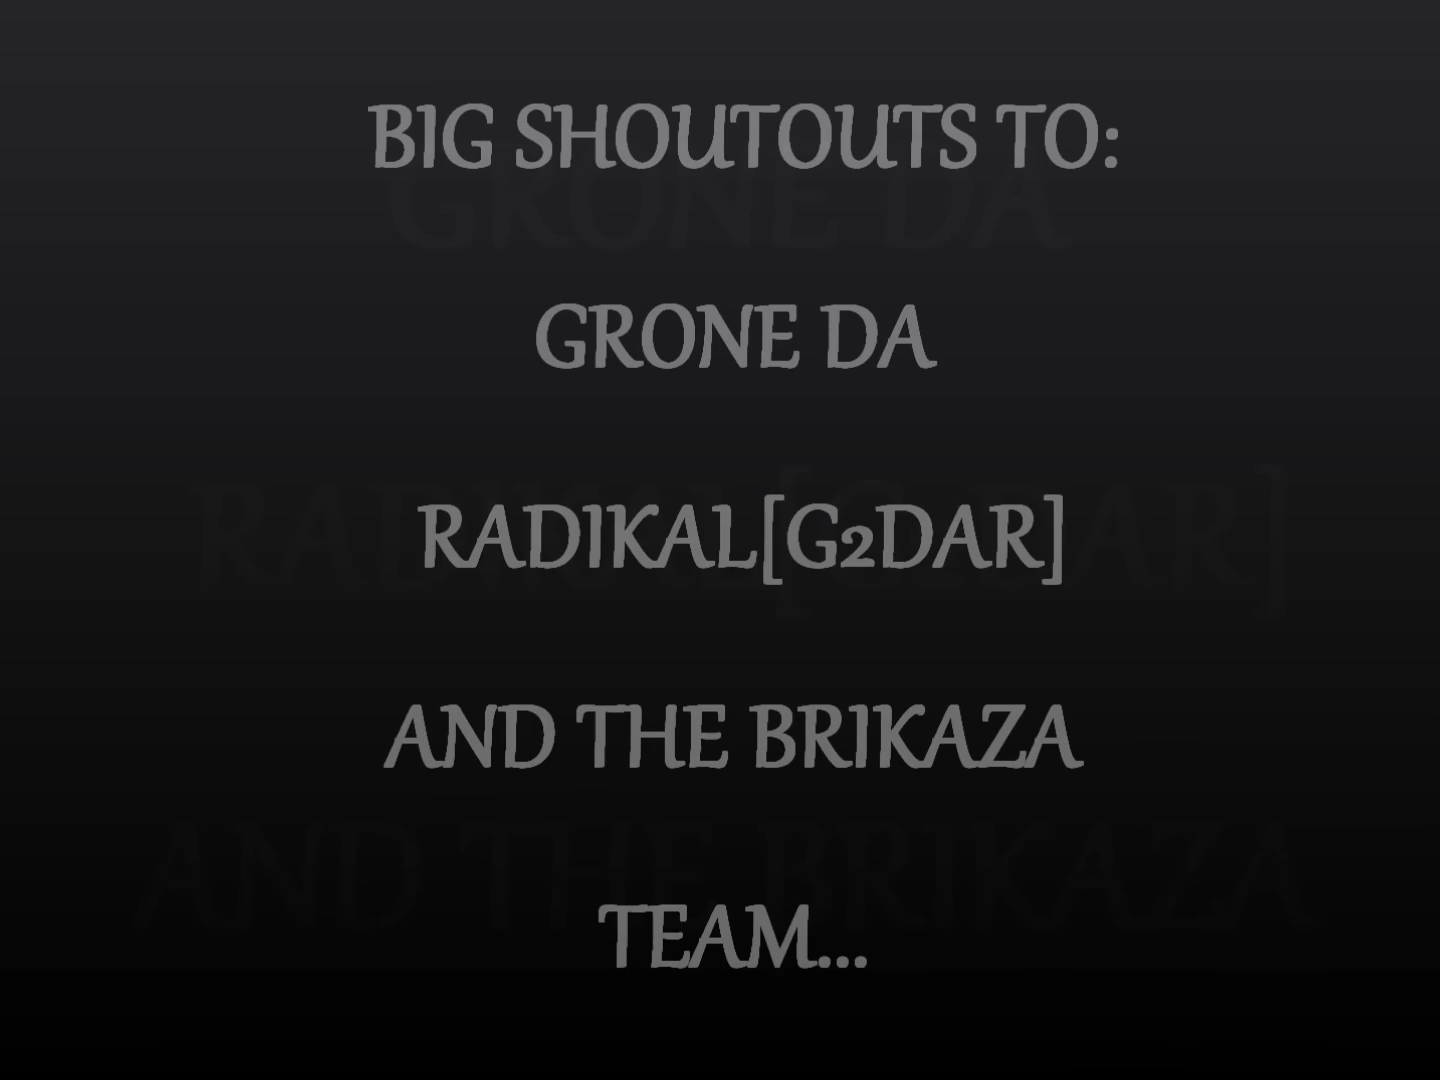 BIG SHOUTOUTS TO:
GRONE DA
RADIKAL[G2DAR]
AND THE BRIKAZA
TEAM...